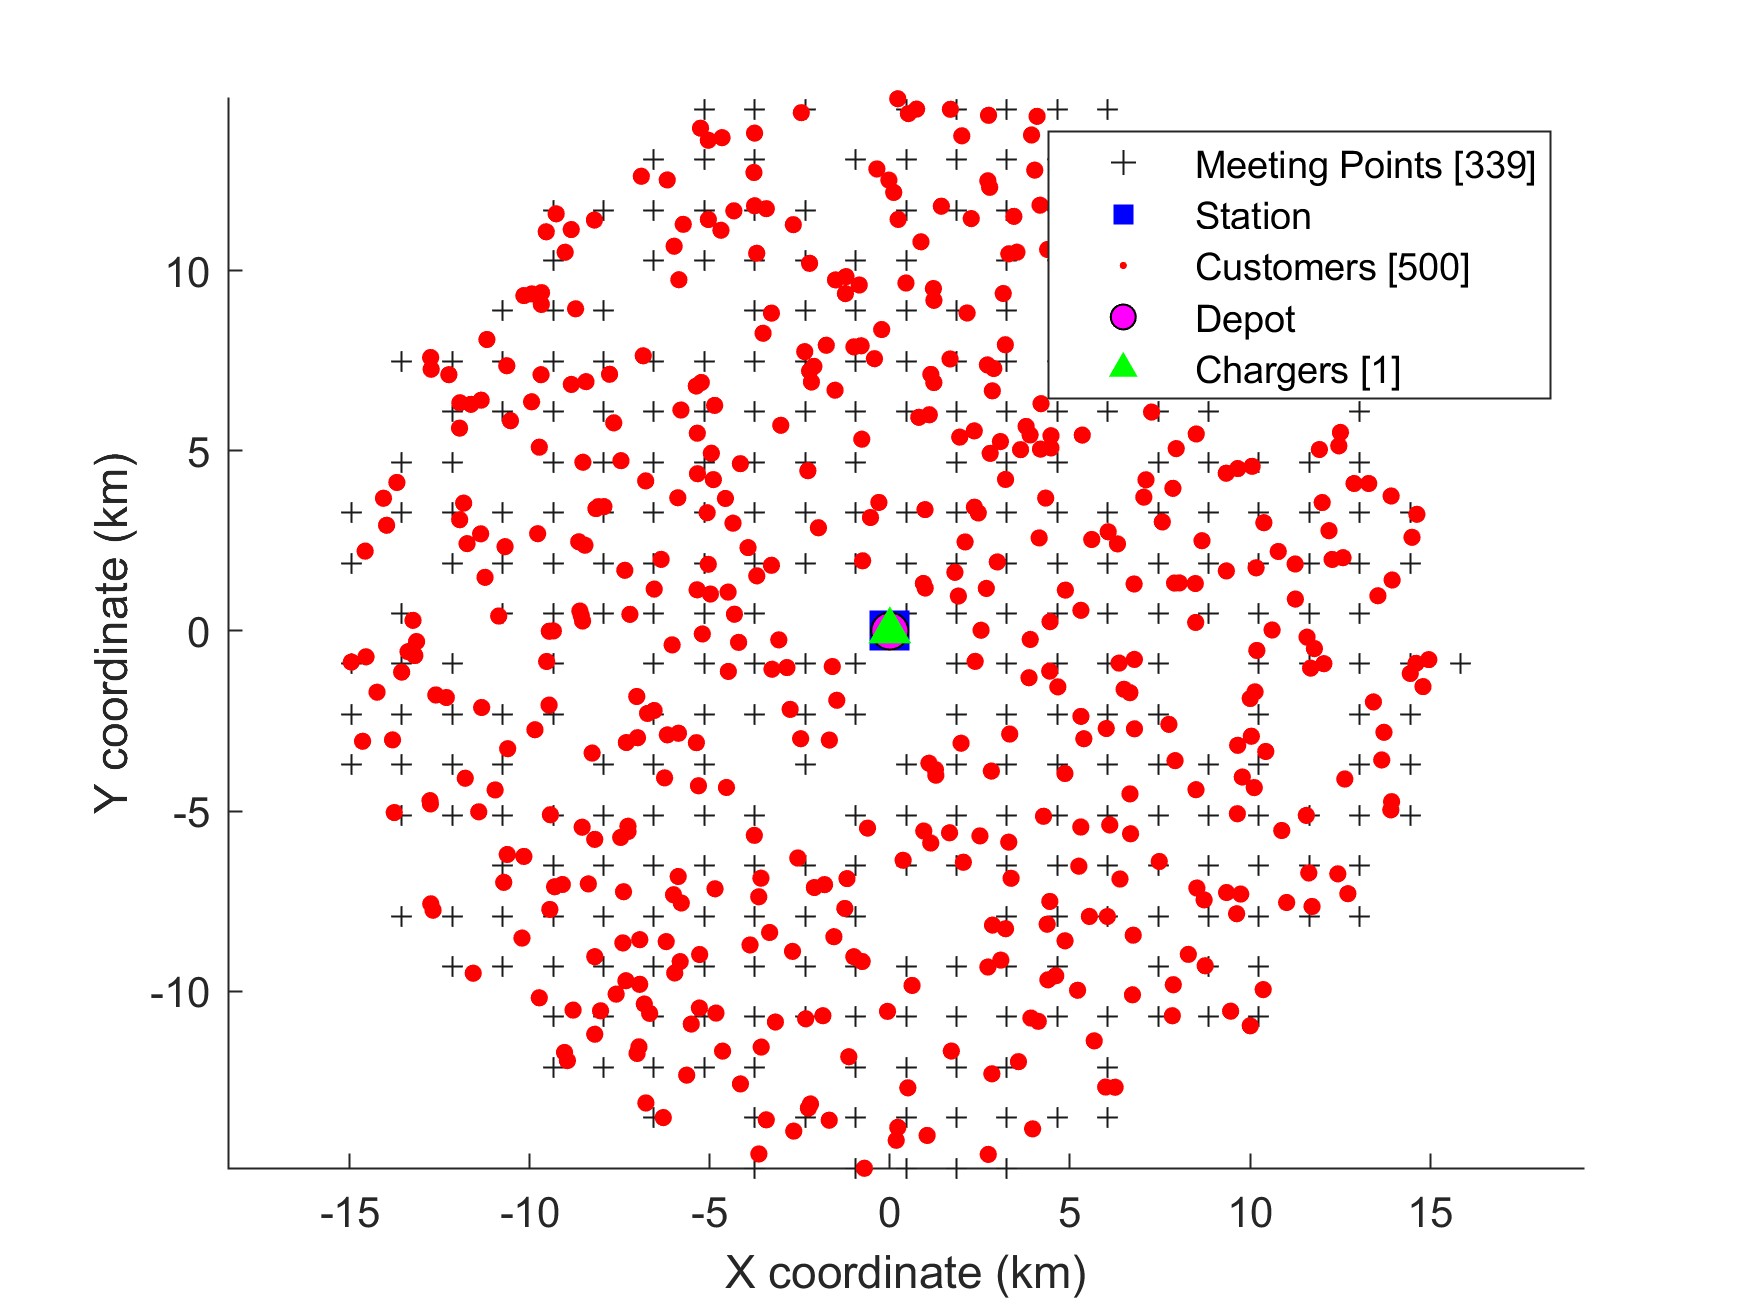 Meeting Points [339]
Station
Customers [500]
Depot
Chargers [1]
10
5
0
-5
-10
Y coordinate (km)
-15 -10 -5 0 5 10 15
X coordinate (km)